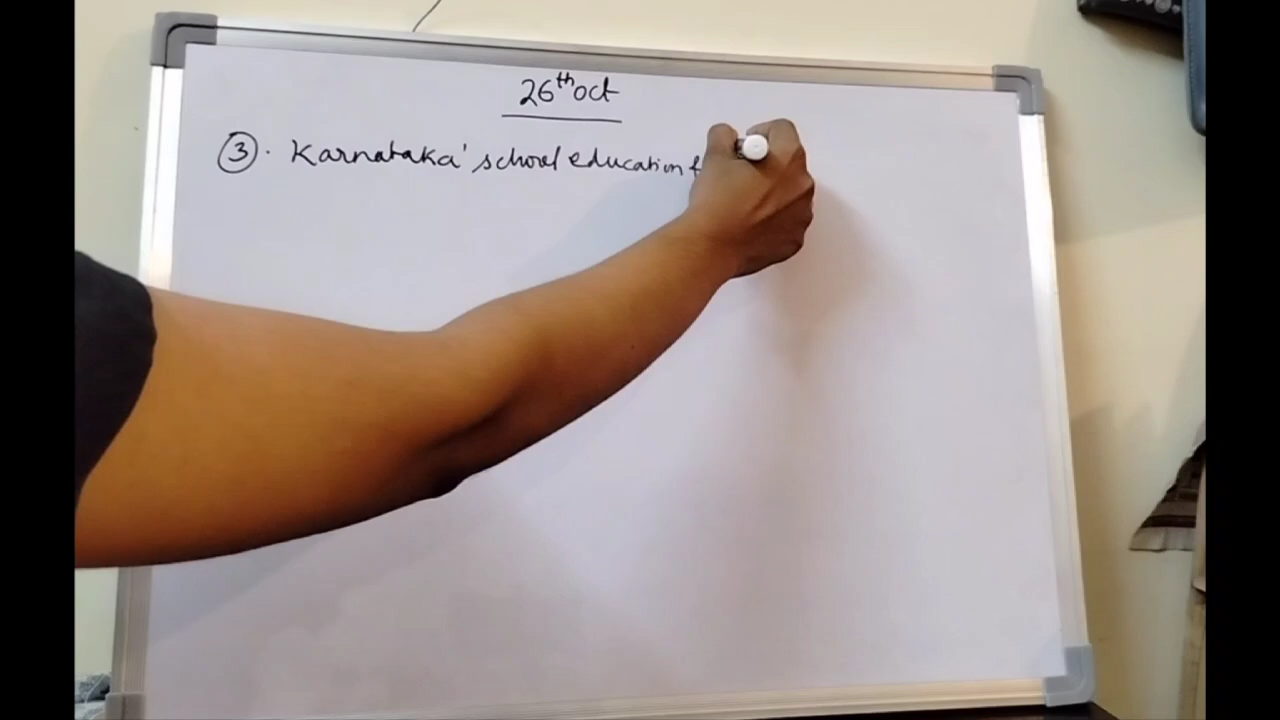 26th oct
③. Karnataka' school education &